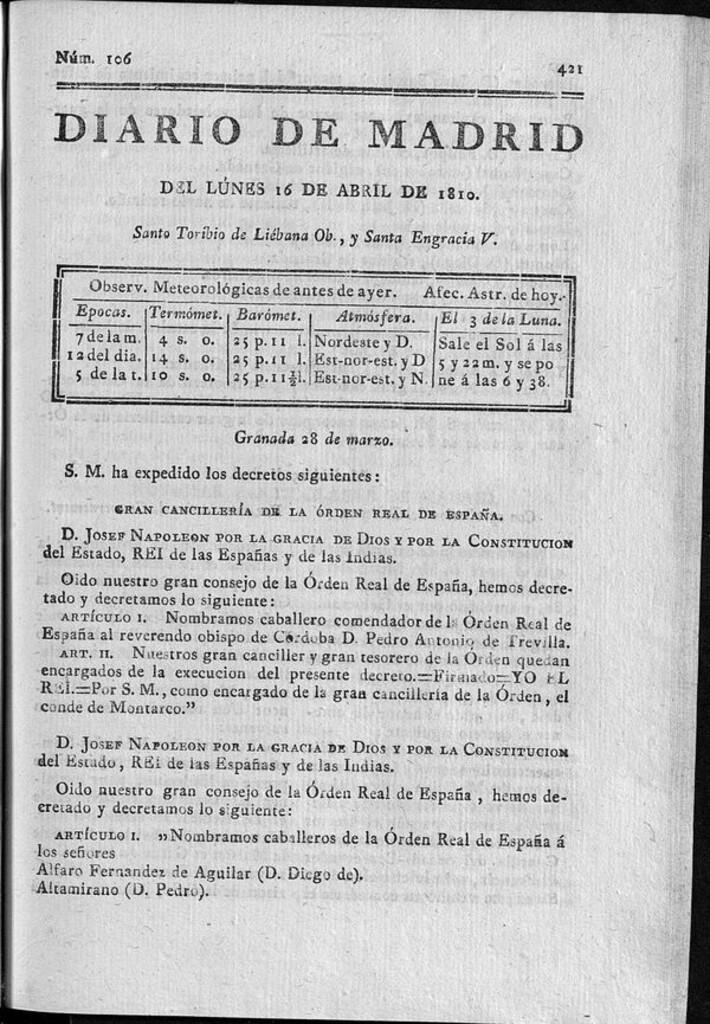 Núm. 106
421
DIARIO DE MADRID
DEL LÚNES 16 DE ABRIL DE 1810.
Santo Toribio de Liébana Ob., y Santa Engracia V.
Observ. Meteorológicas de antes de ayer. Afec. Astr. de hoy.
Epocas. Termómet. Barómet. Atmósfera. El 3 de la Luna.
7 de la m. 4 s. 0. 25 p. 11 l. Nordeste y D. Sale el Sol á las
12 del dia. 14 s. 0. 25 p. 11 l. Est-nor-est. y D 5 y 22 m. y se po
5 de la t. 10 s. 0. 25 p. 11½ l. Est-nor-est. y N. ne á las 6 y 38.
Granada 28 de marzo.
S. M. ha expedido los decretos siguientes:
GRAN CANCILLERÍA DE LA ÓRDEN REAL DE ESPAÑA.
D. JOSEF NAPOLEON POR LA GRACIA DE DIOS Y POR LA CONSTITUCION
del Estado, REI de las Españas y de las Indias.
Oido nuestro gran consejo de la Órden Real de España, hemos decre-
tado y decretamos lo siguiente:
ARTÍCULO I. Nombramos caballero comendador de la Órden Real de
España al reverendo obispo de Córdoba D. Pedro Antonio de Trevilla.
ART. II. Nuestros gran canciller y gran tesorero de la Órden quedan
encargados de la execucion del presente decreto.=Firmado=YO EL
REI.=Por S. M., como encargado de la gran cancillería de la Órden, el
conde de Montarco."
D. JOSEF NAPOLEON POR LA GRACIA DE DIOS Y POR LA CONSTITUCION
del Estado, REI de las Españas y de las Indias.
Oido nuestro gran consejo de la Órden Real de España, hemos de-
cretado y decretamos lo siguiente:
ARTÍCULO I. „Nombramos caballeros de la Órden Real de España á
los señores
Alfaro Fernandez de Aguilar (D. Diego de).
Altamirano (D. Pedro).